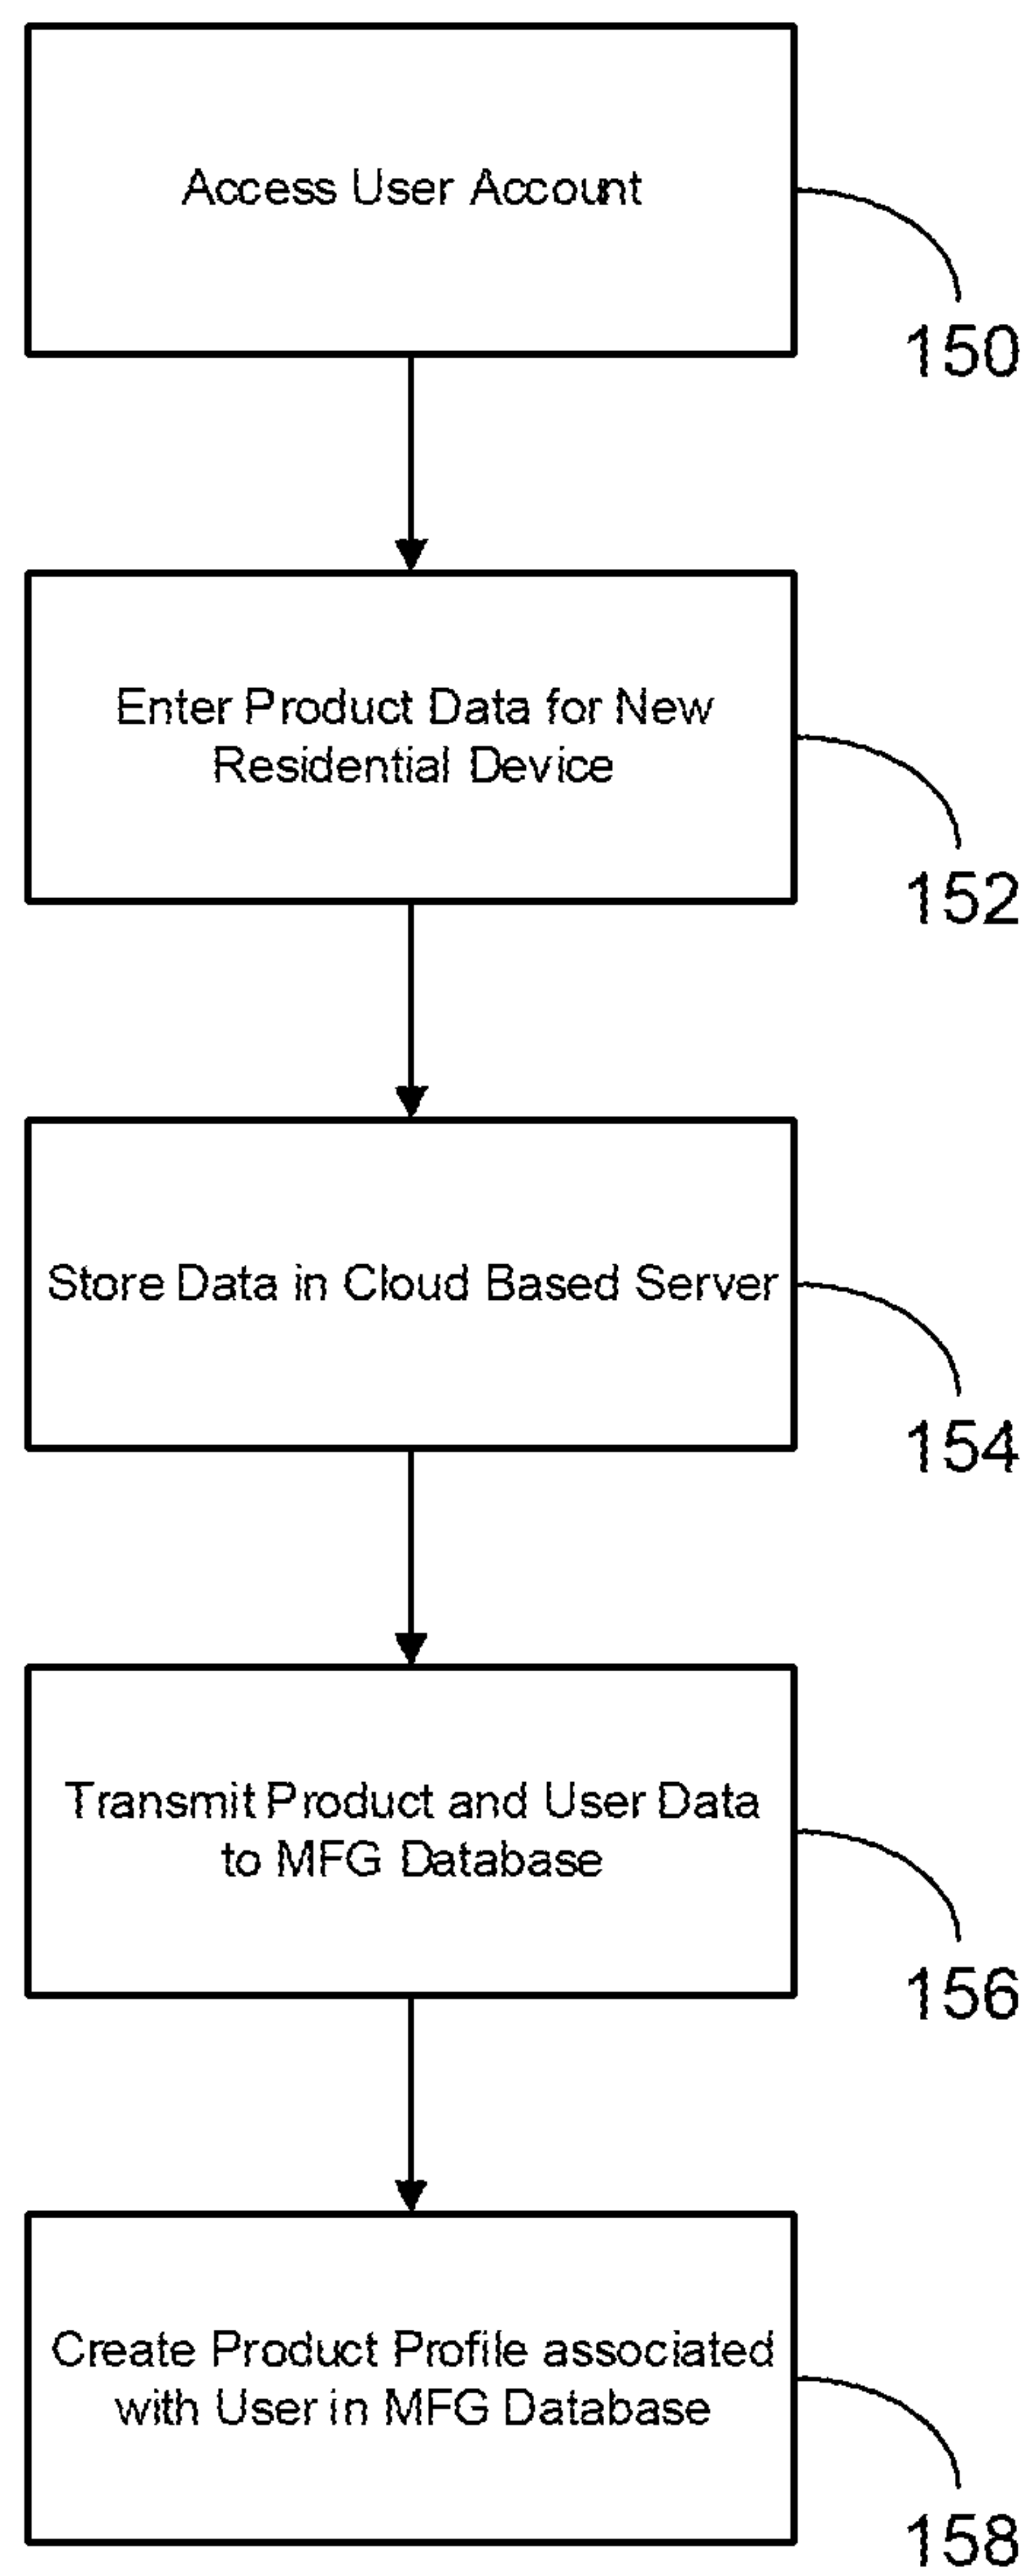 Access User Account
150
Enter Product Data for New
Residential Device
152
Store Data in Cloud Based Server
154
Transmit Product and User Data
to MFG Database
156
Create Product Profile associated
with User in MFG Database
158